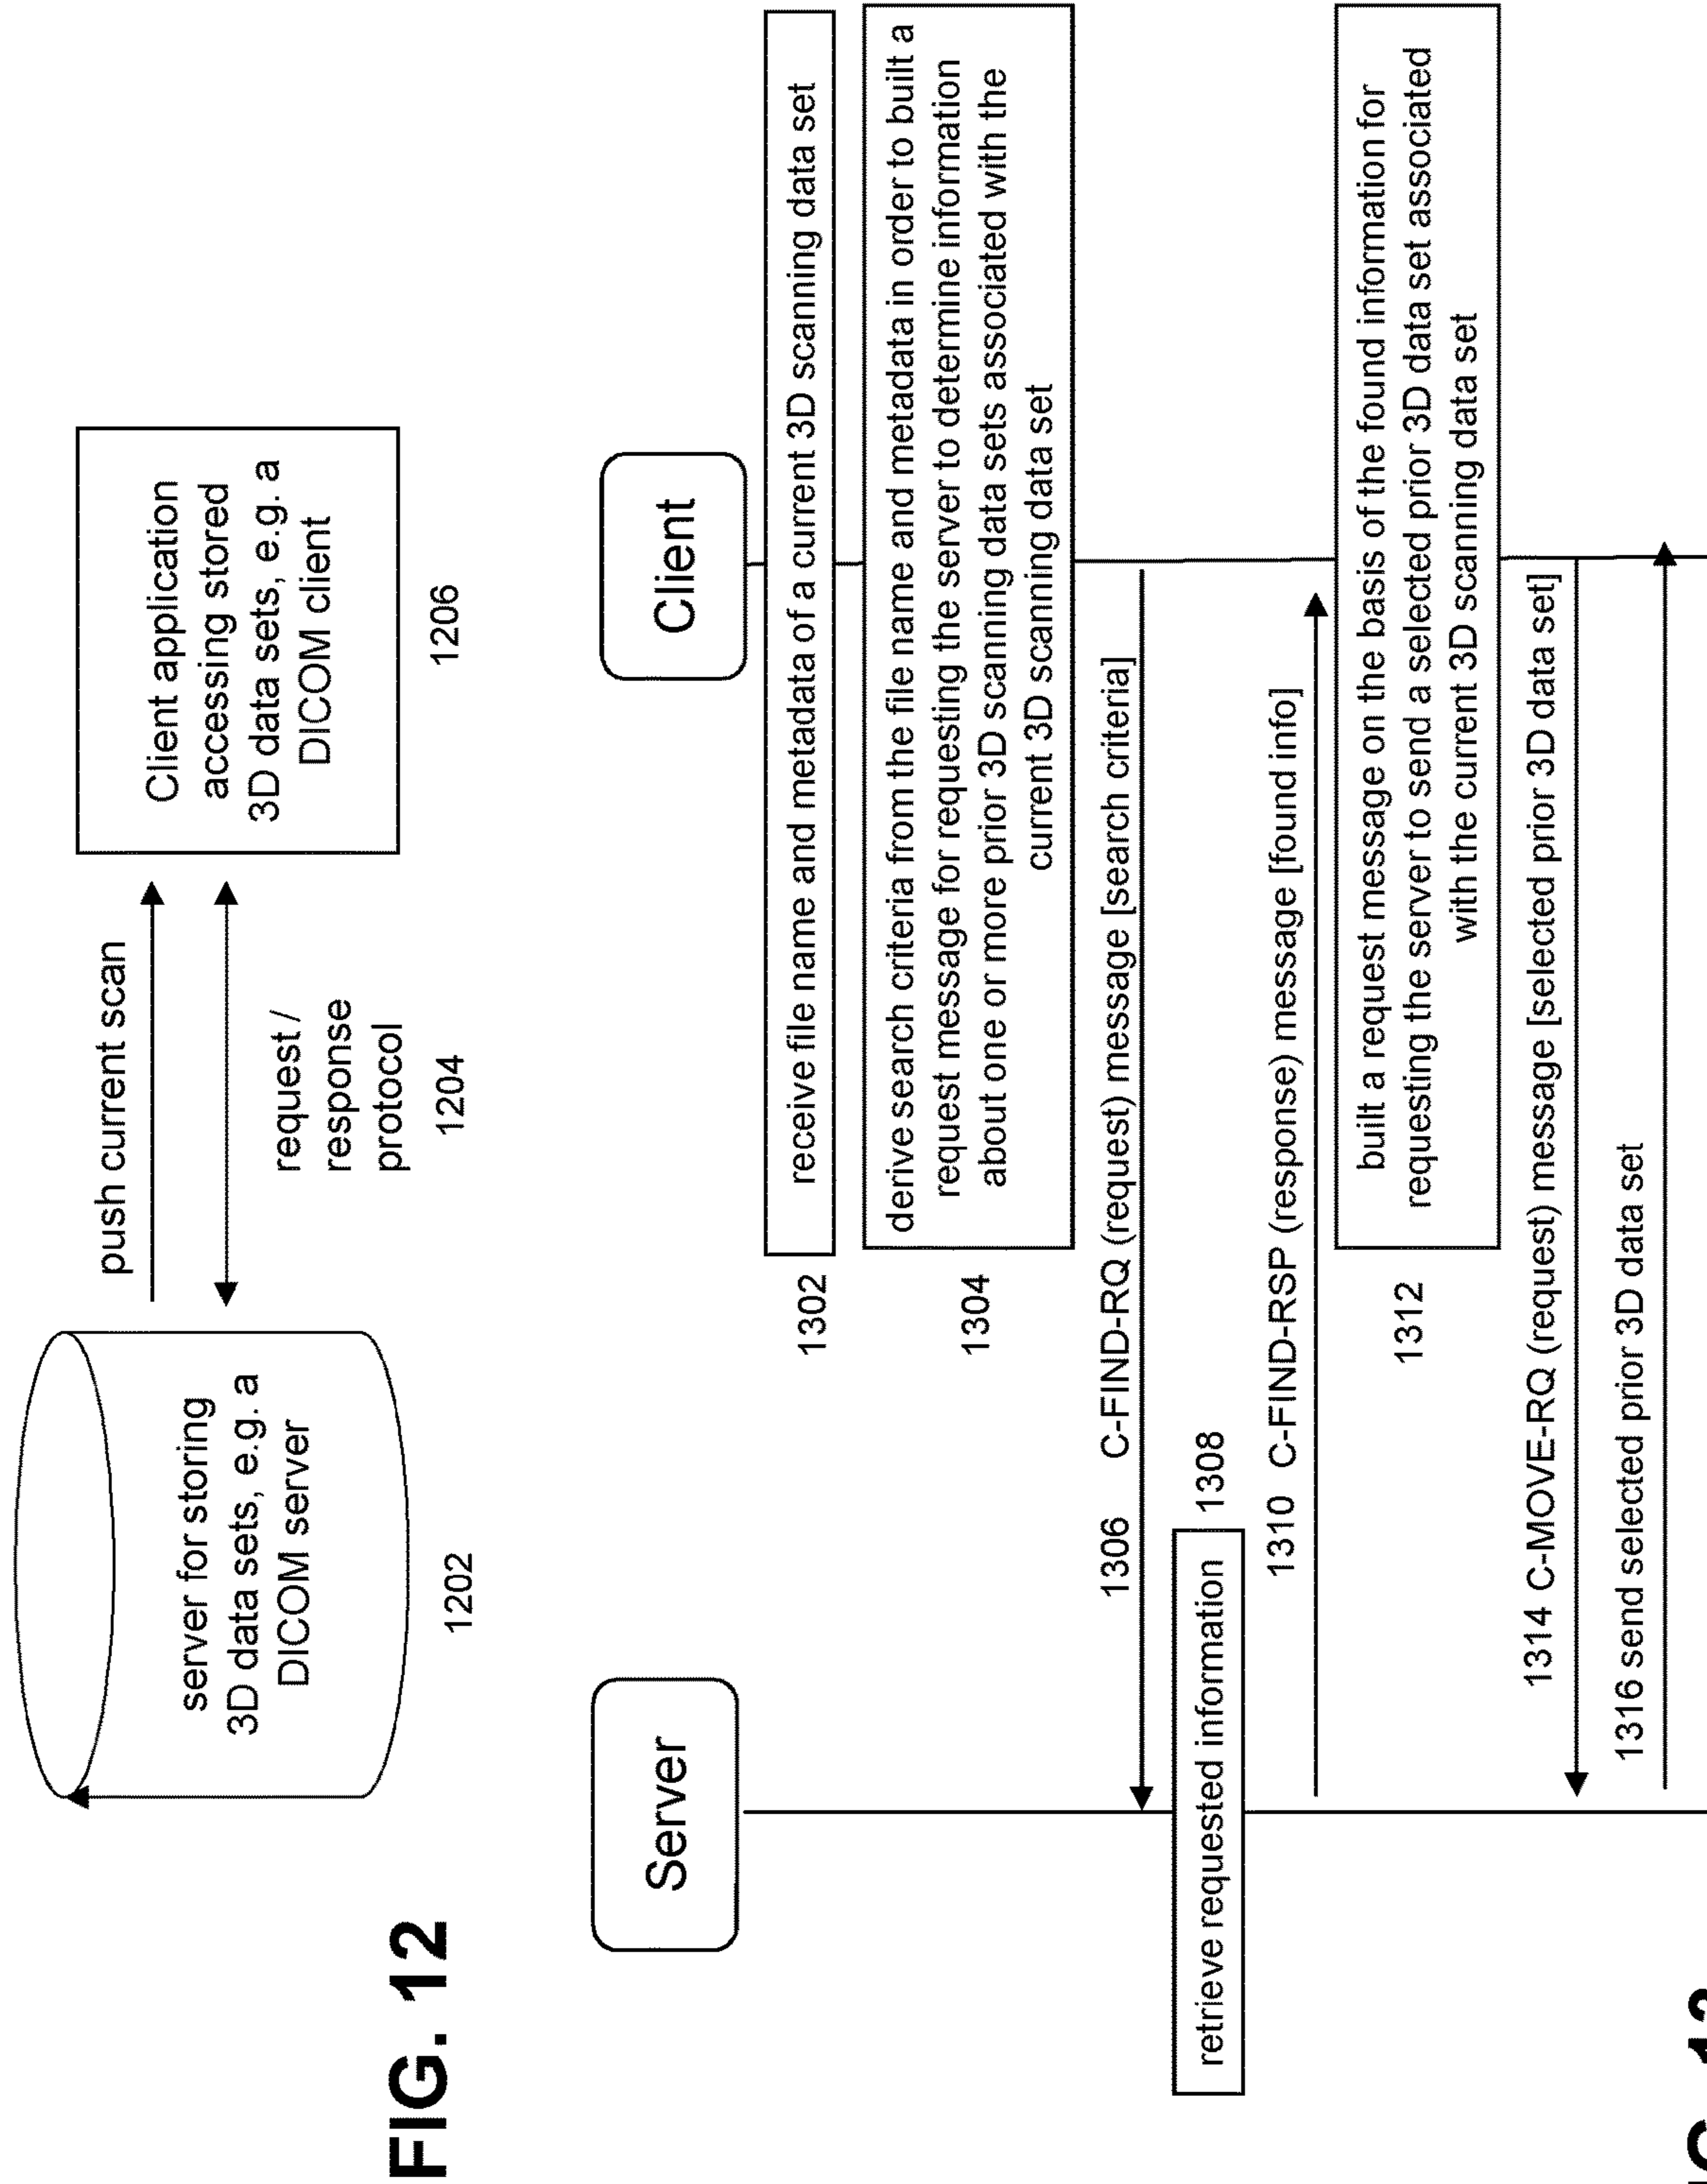 push current scan
server for storing
3D data sets, e.g. a
DICOM server
1202
request /
response
protocol
1204
Client application
accessing stored
3D data sets, e.g. a
DICOM client
1206
FIG. 12
Server
Client
1302
receive file name and metadata of a current 3D scanning data set
1304
derive search criteria from the file name and metadata in order to built a
request message for requesting the server to determine information
about one or more prior 3D scanning data sets associated with the
current 3D scanning data set
1306 C-FIND-RQ (request) message [search criteria]
retrieve requested information
1308
1310 C-FIND-RSP (response) message [found info]
1312
built a request message on the basis of the found information for
requesting the server to send a selected prior 3D data set associated
with the current 3D scanning data set
1314 C-MOVE-RQ (request) message [selected prior 3D data set]
1316 send selected prior 3D data set